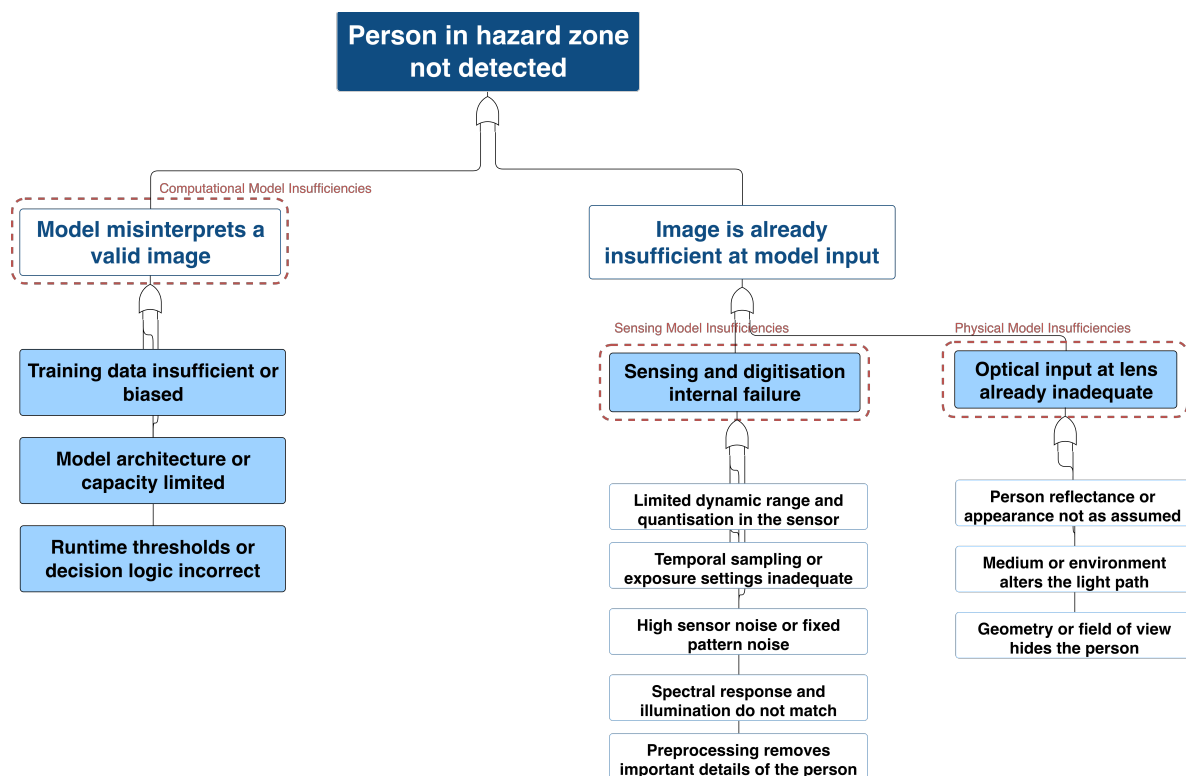 Person in hazard zone
not detected
Computational Model Insufficiencies
Model misinterprets a
valid image
Image is already
insufficient at model input
Sensing Model Insufficiencies
Physical Model Insufficiencies
Training data insufficient or
biased
Model architecture or
capacity limited
Runtime thresholds or
decision logic incorrect
Sensing and digitisation
internal failure
Limited dynamic range and
quantisation in the sensor
Temporal sampling or
exposure settings inadequate
High sensor noise or fixed
pattern noise
Spectral response and
illumination do not match
Preprocessing removes
important details of the person
Optical input at lens
already inadequate
Person reflectance or
appearance not as assumed
Medium or environment
alters the light path
Geometry or field of view
hides the person